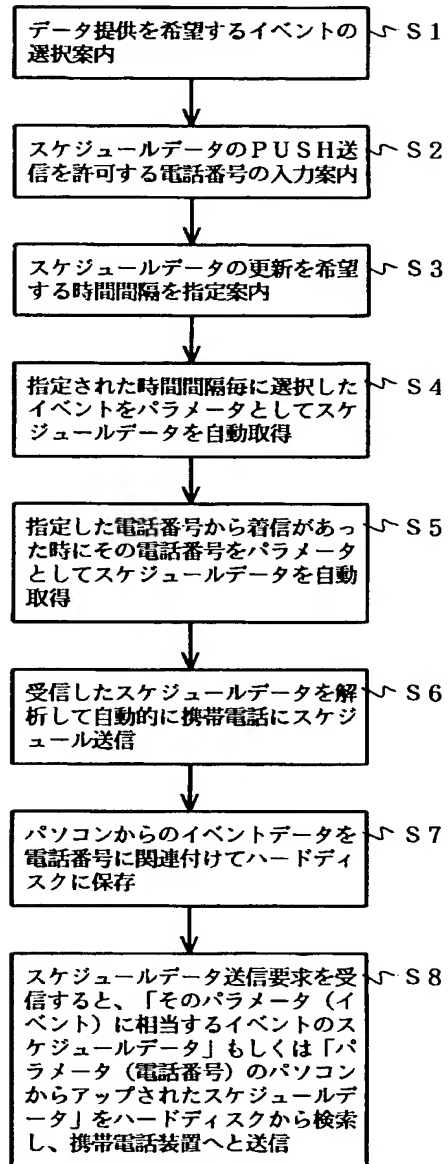 データ提供を希望するイベントの S1
選択案内
スケジュールデータのPUSH送 S2
信を許可する電話番号の入力案内
スケジュールデータの更新を希望 S3
する時間間隔を指定案内
指定された時間間隔毎に選択した S4
イベントをパラメータとしてスケ
ジュールデータを自動取得
指定した電話番号から着信があっ S5
た時にその電話番号をパラメータ
としてスケジュールデータを自動
取得
受信したスケジュールデータを解 S6
析して自動的に携帯電話にスケジ
ュール送信
パソコンからのイベントデータを S7
電話番号に関連付けてハードディ
スクに保存
スケジュールデータ送信要求を受 S8
信すると、「そのパラメータ（イ
ベント）に相当するイベントのス
ケジュールデータ」もしくは「パ
ラメータ（電話番号）のパソコン
からアップされたスケジュールデ
ータ」をハードディスクから検索
し、携帯電話装置へと送信